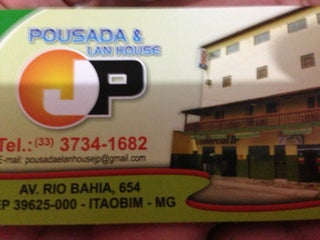 POUSADA &
LAN HOUSE
JP
Tel.:(33) 3734-1682
E-mail: pousadaelanhousejp@gmail.com
AV. RIO BAHIA, 654
EP 39625-000 - ITAOBIM - MG